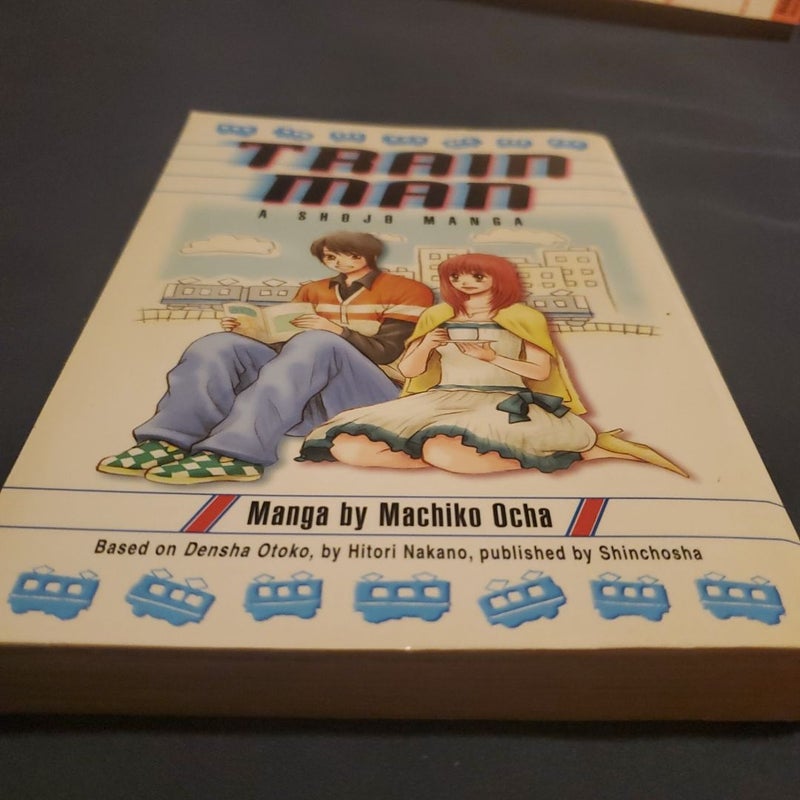 TRAIN
MAN
A SHOJO MANGA
Manga by Machiko Ocha
Based on Densha Otoko, by Hitori Nakano, published by Shinchosha